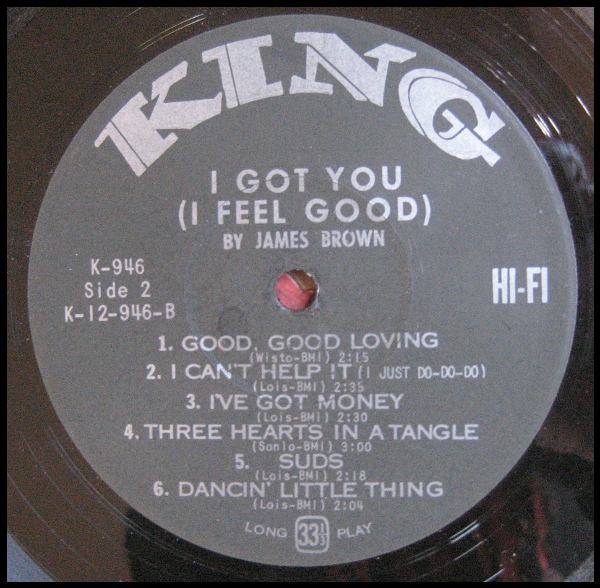 KING
I GOT YOU
(I FEEL GOOD)
BY JAMES BROWN
K-946
Side 2
K-12-946-B
HI-FI
1. GOOD, GOOD LOVING
(Wisto-BMI) 2:15
2. I CAN'T HELP IT (I JUST DO-DO-DO)
(Lois-BMI) 2:35
3. I'VE GOT MONEY
(Lois-BMI) 2:30
4. THREE HEARTS IN A TANGLE
(Sonlo-BMI) 3:00
5. SUDS
(Lois-BMI) 2:18
6. DANCIN' LITTLE THING
(Lois-BMI) 2:04
LONG 33⅓ PLAY